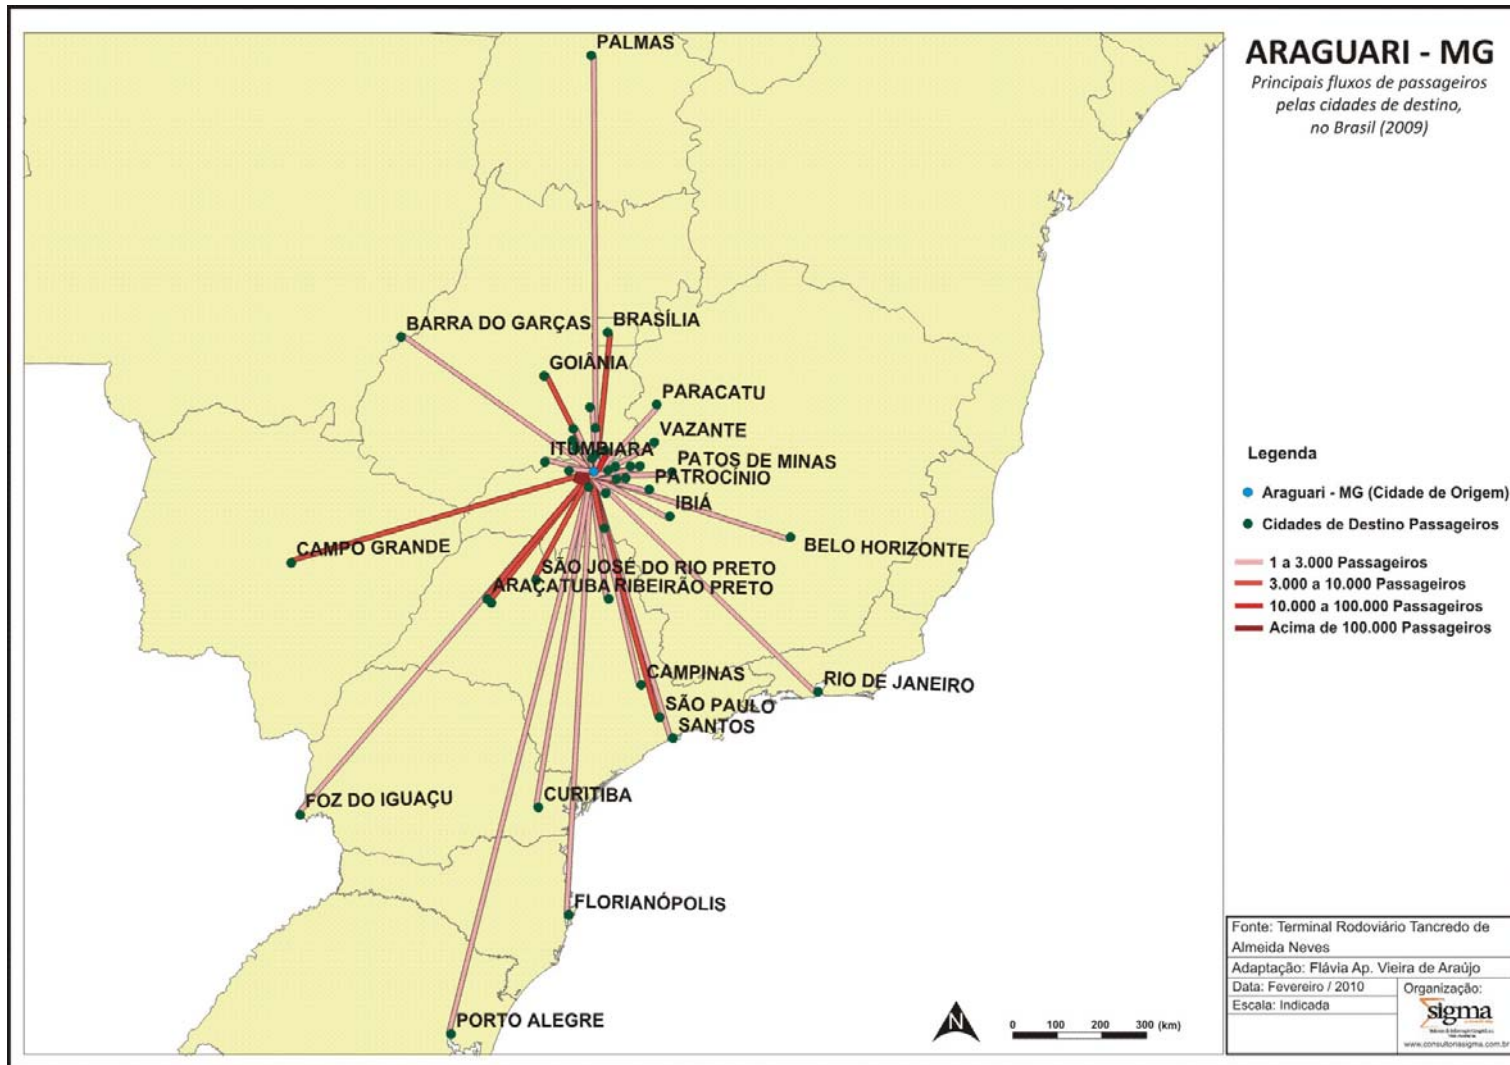 ARAGUARI - MG
Principais fluxos de passageiros
pelas cidades de destino,
no Brasil (2009)
PALMAS
BARRA DO GARÇAS
BRASÍLIA
GOIÂNIA
PARACATU
VAZANTE
ITUMBIARA
PATOS DE MINAS
PATROCÍNIO
IBIÁ
BELO HORIZONTE
CAMPO GRANDE
SÃO JOSÉ DO RIO PRETO
ARAÇATUBA RIBEIRÃO PRETO
CAMPINAS
RIO DE JANEIRO
SÃO PAULO
SANTOS
FOZ DO IGUAÇU
CURITIBA
FLORIANÓPOLIS
PORTO ALEGRE
Legenda
Araguari - MG (Cidade de Origem)
Cidades de Destino Passageiros
1 a 3.000 Passageiros
3.000 a 10.000 Passageiros
10.000 a 100.000 Passageiros
Acima de 100.000 Passageiros
N
0 100 200 300 (km)
Fonte: Terminal Rodoviário Tancredo de
Almeida Neves
Adaptação: Flávia Ap. Vieira de Araújo
Data: Fevereiro / 2010
Escala: Indicada
Organização:
sigma
www.consultoriasigma.com.br